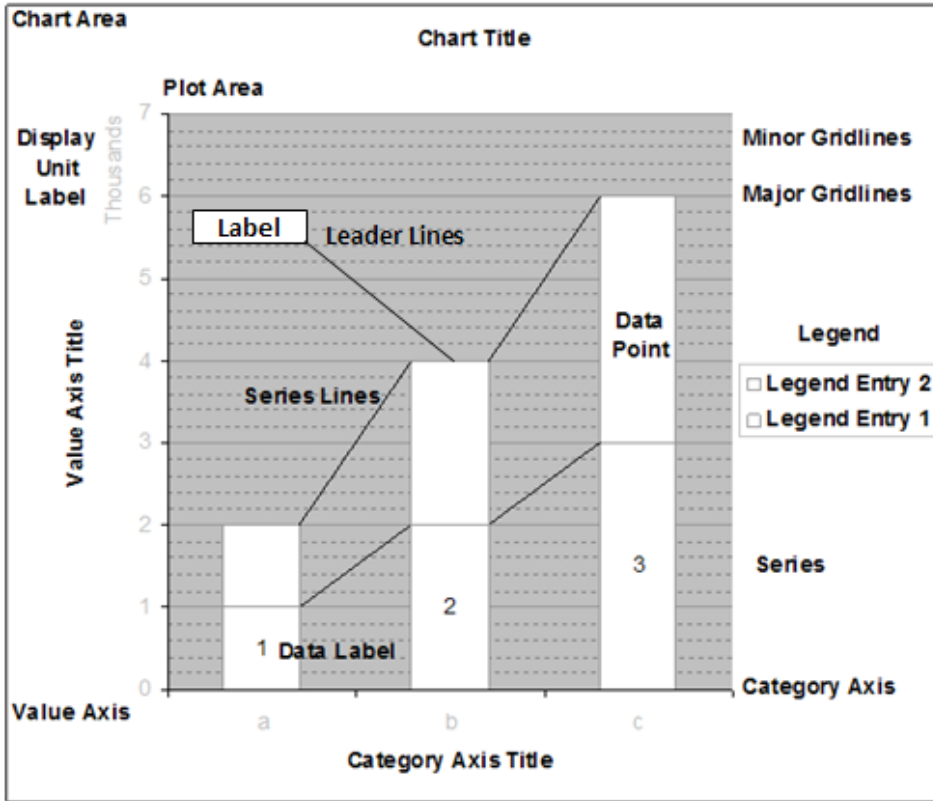 Chart Area
Chart Title
Plot Area
7
Display
Unit
Label
Thousands
Minor Gridlines
6
Major Gridlines
Label
Leader Lines
5
Value Axis Title
Data
Point
Legend
4
Legend Entry 2
Series Lines
Legend Entry 1
3
2
3
Series
1
2
1
Data Label
0
Category Axis
Value Axis
a
b
c
Category Axis Title